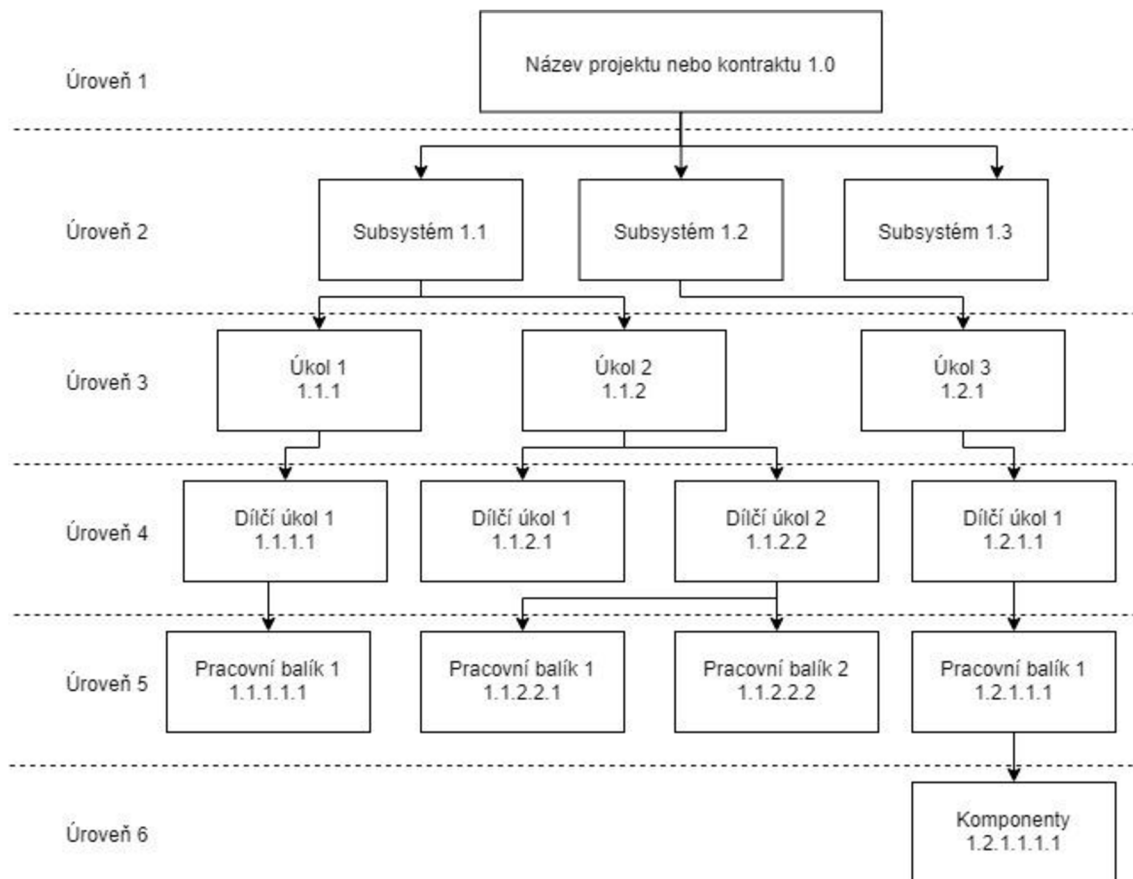 Úroveň 1
Název projektu nebo kontraktu 1.0
Úroveň 2
Subsystém 1.1
Subsystém 1.2
Subsystém 1.3
Úroveň 3
Úkol 1
1.1.1
Úkol 2
1.1.2
Úkol 3
1.2.1
Úroveň 4
Dílčí úkol 1
1.1.1.1
Dílčí úkol 1
1.1.2.1
Dílčí úkol 2
1.1.2.2
Dílčí úkol 1
1.2.1.1
Úroveň 5
Pracovní balík 1
1.1.1.1.1
Pracovní balík 1
1.1.2.2.1
Pracovní balík 2
1.1.2.2.2
Pracovní balík 1
1.2.1.1.1
Úroveň 6
Komponenty
1.2.1.1.1.1